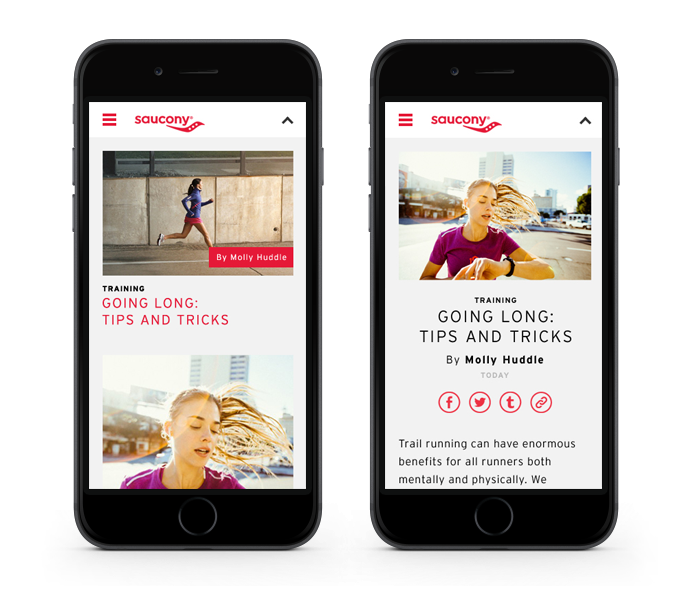 saucony®
By Molly Huddle
TRAINING
GOING LONG:
TIPS AND TRICKS
saucony®
TRAINING
GOING LONG:
TIPS AND TRICKS
By Molly Huddle
TODAY
Trail running can have enormous
benefits for all runners both
mentally and physically. We